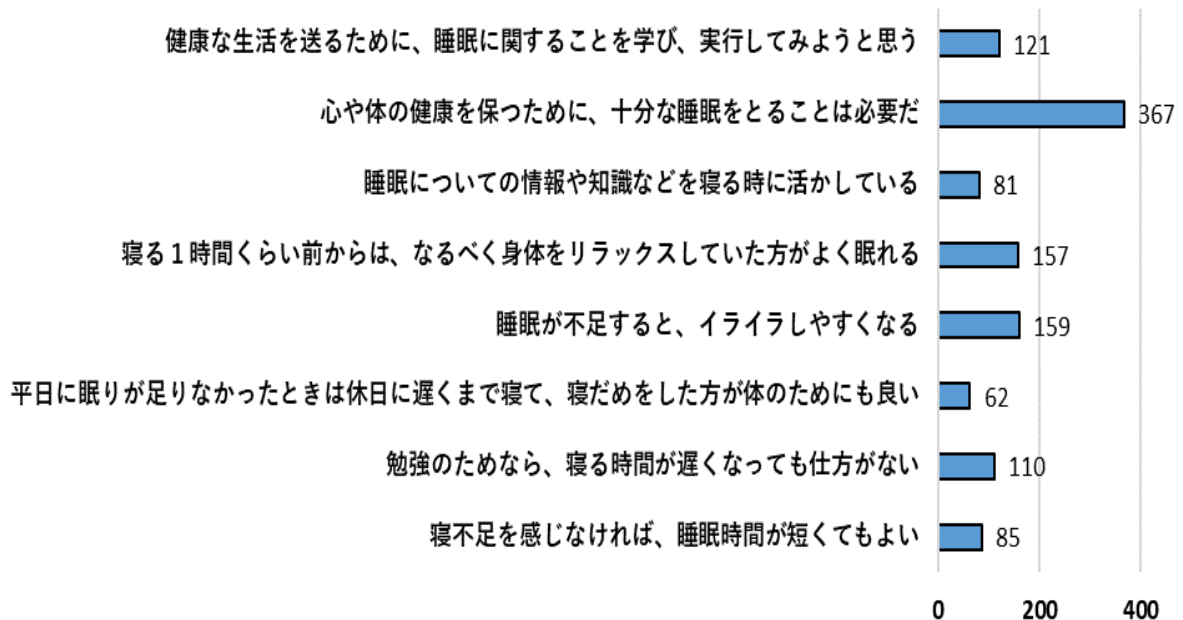 健康な生活を送るために、睡眠に関することを学び、実行してみようと思う 121
心や体の健康を保つために、十分な睡眠をとることは必要だ 367
睡眠についての情報や知識などを寝る時に活かしている 81
寝る１時間くらい前からは、なるべく身体をリラックスしていた方がよく眠れる 157
睡眠が不足すると、イライラしやすくなる 159
平日に眠りが足りなかったときは休日に遅くまで寝て、寝だめをした方が体のためにも良い 62
勉強のためなら、寝る時間が遅くなっても仕方がない 110
寝不足を感じなければ、睡眠時間が短くてもよい 85
0 200 400